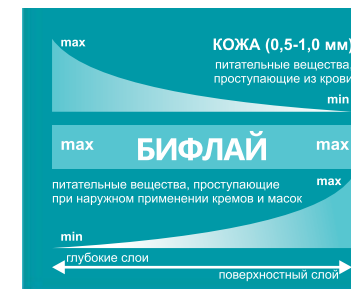 max
КОЖА (0,5-1,0 мм)
питательные вещества,
проступающие из крови
min
max БИФЛАЙ max
питательные вещества, проступающие
при наружном применении кремов и масок
max
min
глубокие слои
поверхностный слой